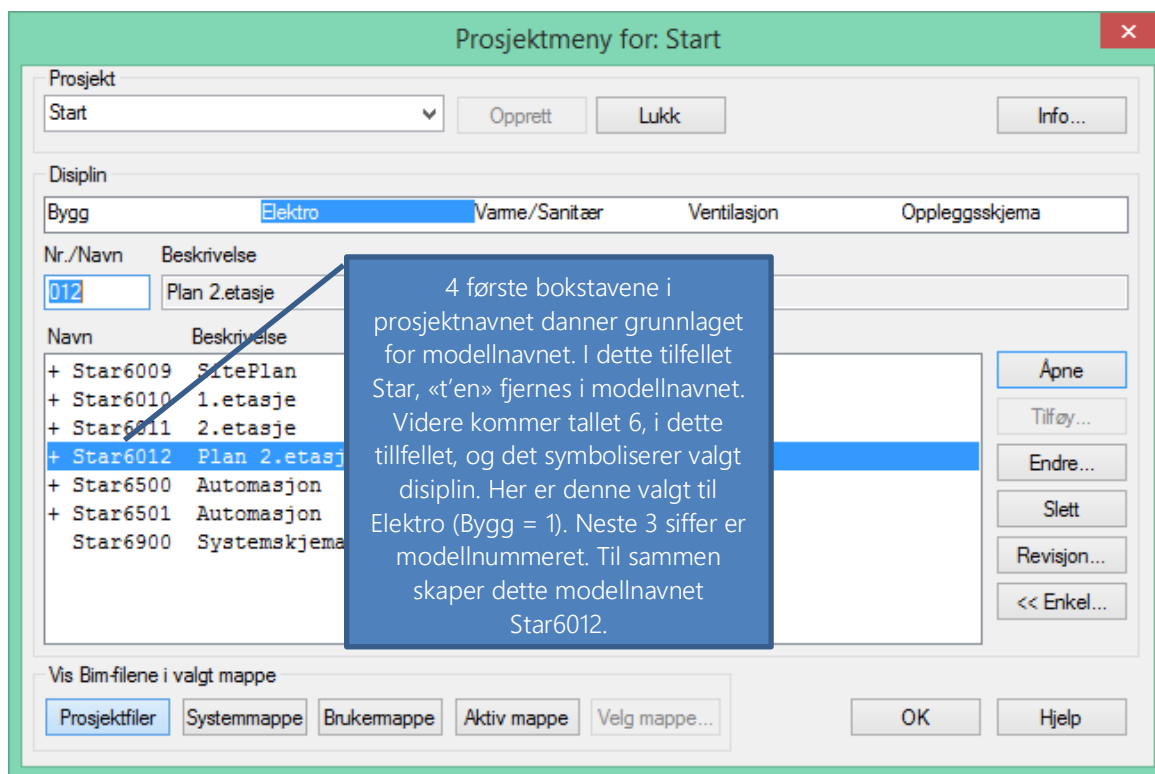 Prosjektmeny for: Start
Prosjekt
Start Opprett Lukk Info...
Disiplin
Bygg Elektro Varme/Sanitær Ventilasjon Oppleggsskjema
Nr./Navn Beskrivelse
012 Plan 2.etasje
Navn Beskrivelse
+ Star6009 SitePlan
+ Star6010 1.etasje
+ Star6011 2.etasje
+ Star6012 Plan 2.etasj
+ Star6500 Automasjon
+ Star6501 Automasjon
Star6900 Systemskjema
4 første bokstavene i
prosjektnavnet danner grunnlaget
for modellnavnet. I dette tilfellet
Star, «t’en» fjernes i modellnavnet.
Videre kommer tallet 6, i dette
tillfellet, og det symboliserer valgt
disiplin. Her er denne valgt til
Elektro (Bygg = 1). Neste 3 siffer er
modellnummeret. Til sammen
skaper dette modellnavnet
Star6012.
Åpne
Tilføy...
Endre...
Slett
Revisjon...
<< Enkel...
Vis Bim-filene i valgt mappe
Prosjektfiler Systemmappe Brukermappe Aktiv mappe Velg mappe... OK Hjelp